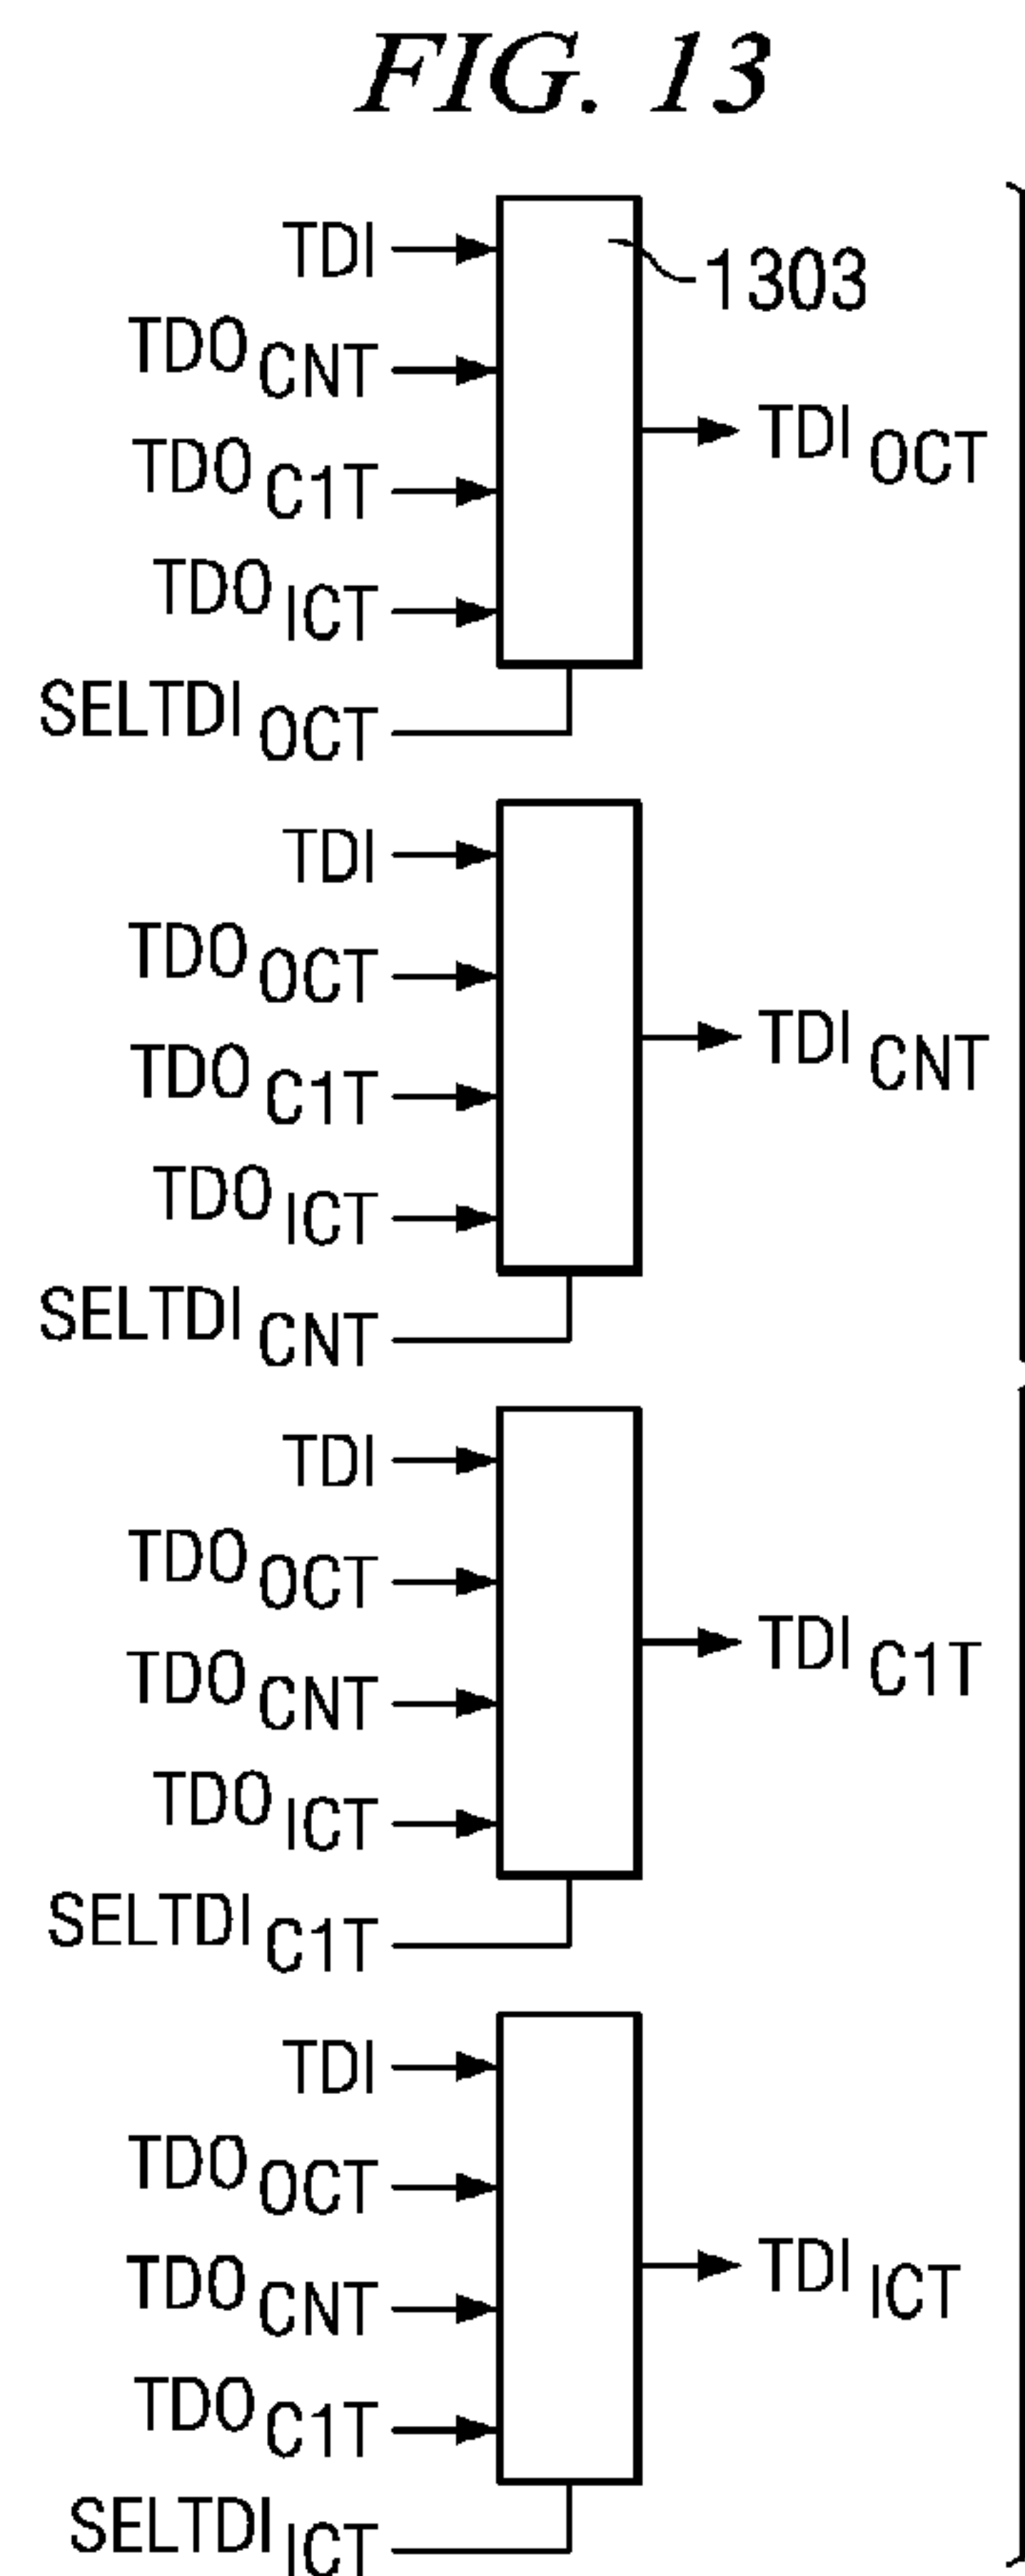 FIG. 13
TDI
1303
TDO CNT
TDI OCT
TDO C1T
TDO ICT
SELTDI OCT
TDI
TDO OCT
TDI CNT
TDO C1T
TDO ICT
SELTDI CNT
TDI
TDO OCT
TDI C1T
TDO CNT
TDO ICT
SELTDI C1T
TDI
TDO OCT
TDI ICT
TDO CNT
TDO C1T
SELTDI ICT